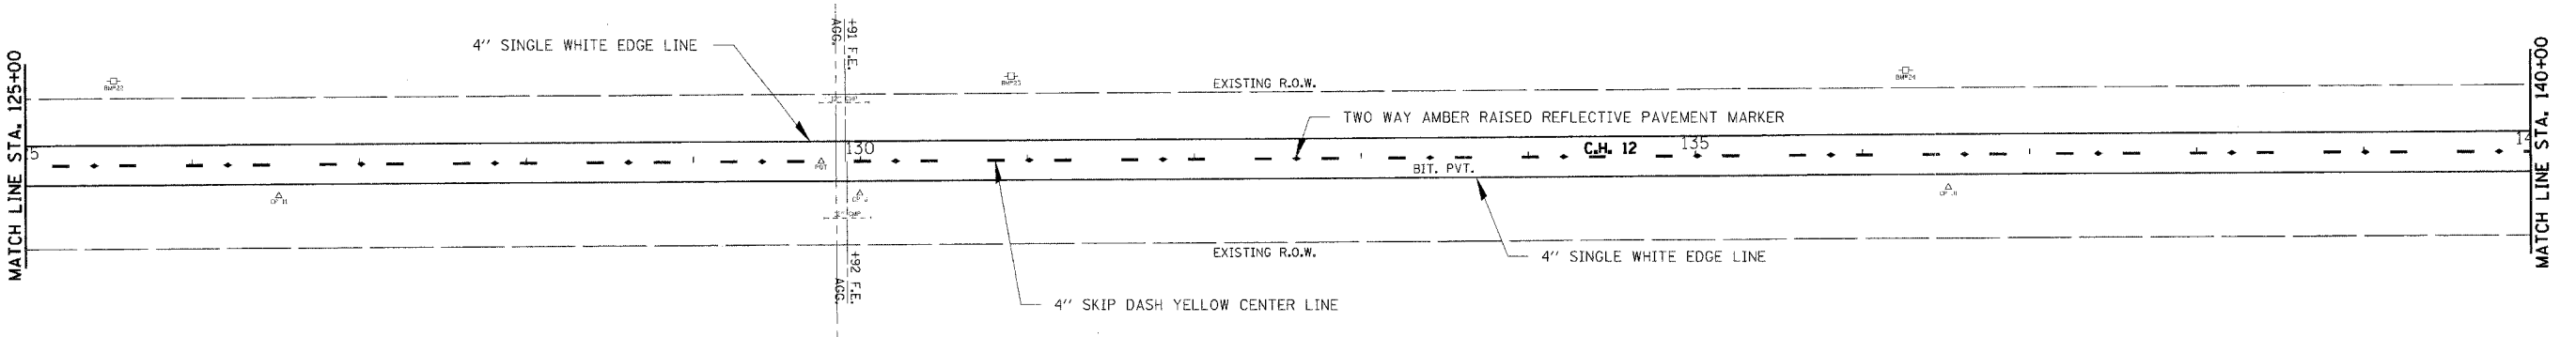 MATCH LINE STA. 125+00
4" SINGLE WHITE EDGE LINE
+91 F.E.
AGG.
EXISTING R.O.W.
TWO WAY AMBER RAISED REFLECTIVE PAVEMENT MARKER
MATCH LINE STA. 140+00
5
130
C.H. 12
135
14
BIT. PVT.
+92 F.E.
AGG.
EXISTING R.O.W.
4" SINGLE WHITE EDGE LINE
4" SKIP DASH YELLOW CENTER LINE